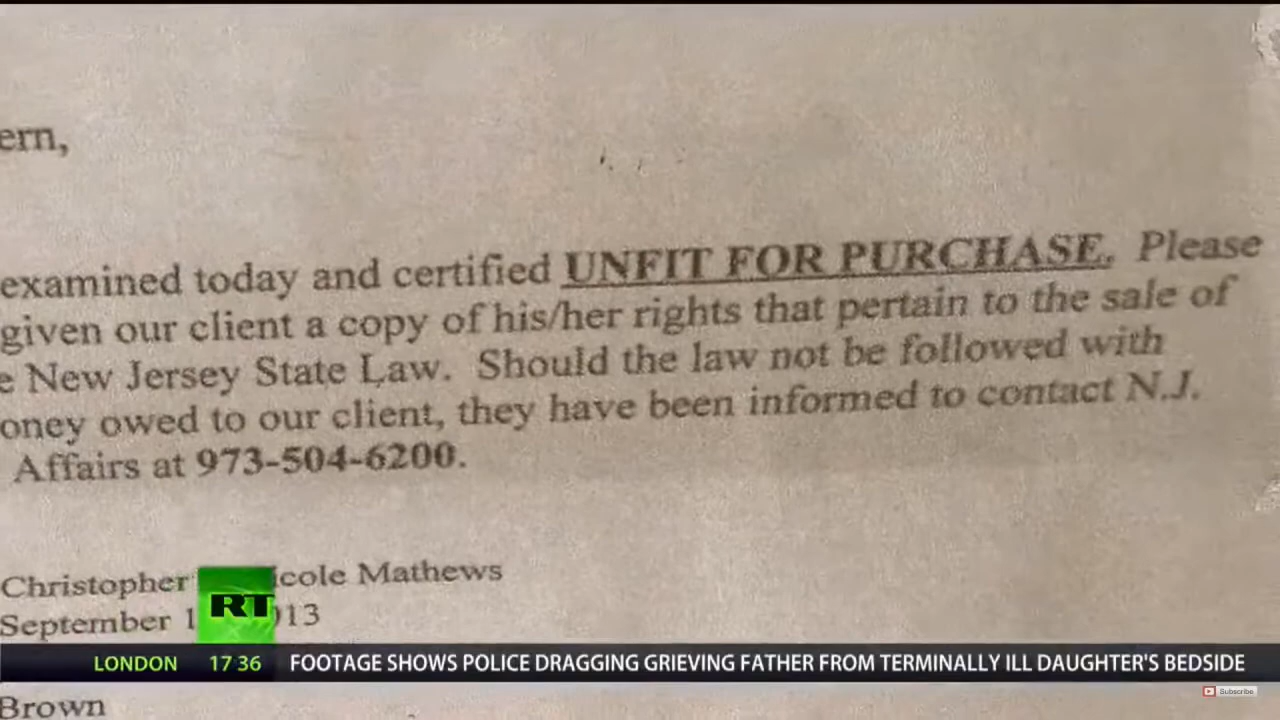 ern,
examined today and certified UNFIT FOR PURCHASE. Please
given our client a copy of his/her rights that pertain to the sale of
e New Jersey State Law. Should the law not be followed with
oney owed to our client, they have been informed to contact N.J.
Affairs at 973-504-6200.
Christopher icole Mathews
September 1 13
RT
LONDON 17 36 FOOTAGE SHOWS POLICE DRAGGING GRIEVING FATHER FROM TERMINALLY ILL DAUGHTER'S BEDSIDE
Subscribe
Brown